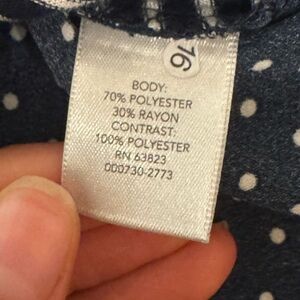 16
BODY:
70% POLYESTER
30% RAYON
CONTRAST:
100% POLYESTER
RN 63823
000730-2773